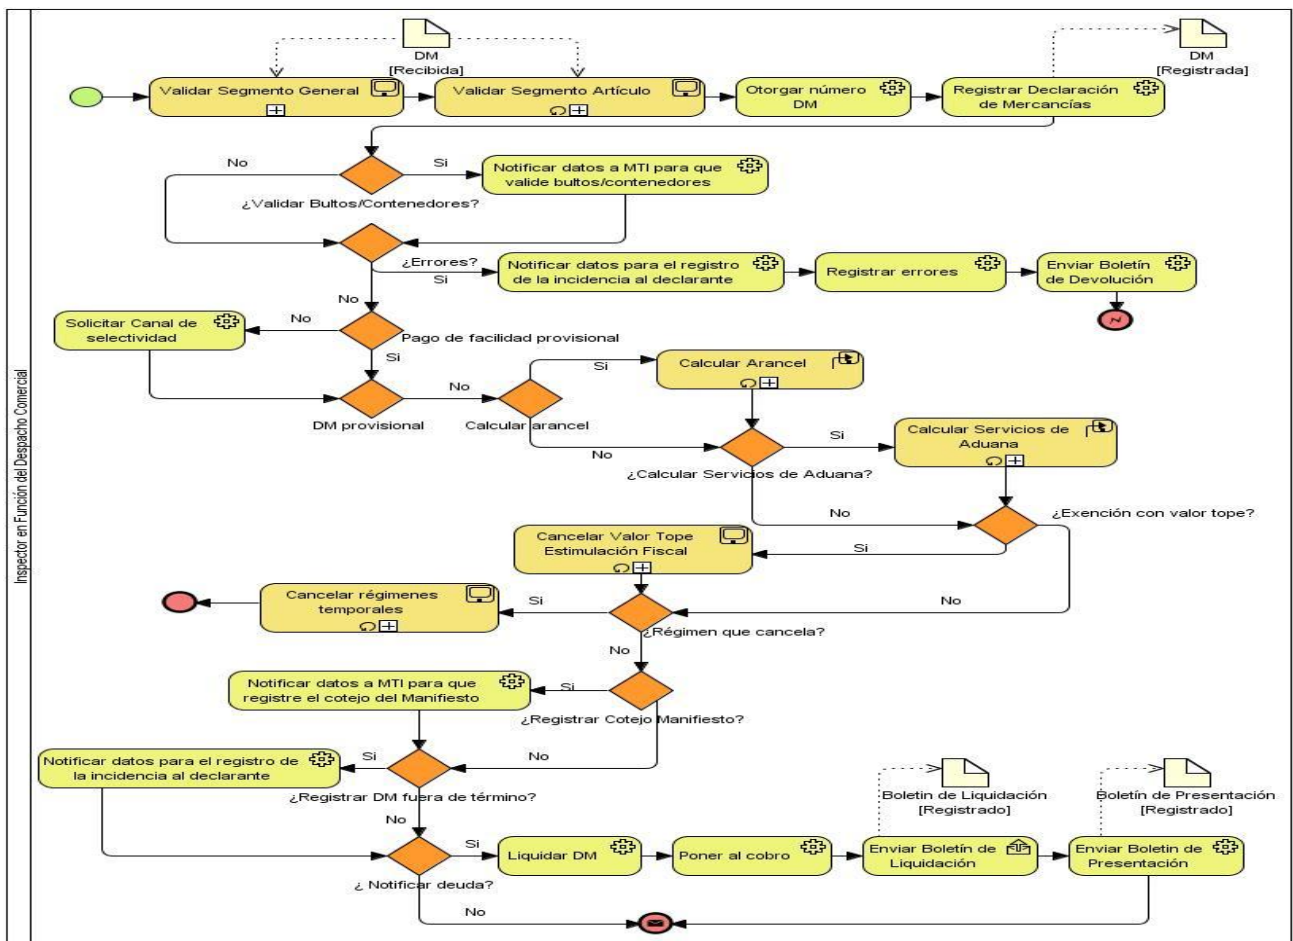 Inspector en Función del Despacho Comercial
DM
[Recibida]
DM
[Registrada]
Validar Segmento General
Validar Segmento Artículo
Otorgar número
DM
Registrar Declaración
de Mercancías
No
Si
Notificar datos a MTI para que
valide bultos/contenedores
¿Validar Bultos/Contenedores?
¿Errores?
Si
Notificar datos para el registro
de la incidencia al declarante
Registrar errores
Enviar Boletín
de Devolución
No
Solicitar Canal de
selectividad
No
Pago de facilidad provisional
Si
DM provisional
No
Calcular arancel
Si
Calcular Arancel
No
¿Calcular Servicios de Aduana?
Si
Calcular Servicios de
Aduana
No
¿Exención con valor tope?
Si
Cancelar Valor Tope
Estimulación Fiscal
No
Cancelar régimenes
temporales
Si
¿Régimen que cancela?
No
Notificar datos a MTI para que
registre el cotejo del Manifiesto
Si
¿Registrar Cotejo Manifiesto?
No
Notificar datos para el registro de
la incidencia al declarante
Si
¿Registrar DM fuera de término?
No
Boletin de Liquidación
[Registrado]
Boletín de Presentación
[Registrado]
Si
Liquidar DM
Poner al cobro
Enviar Boletín de
Liquidación
Enviar Boletin de
Presentación
¿ Notificar deuda?
No